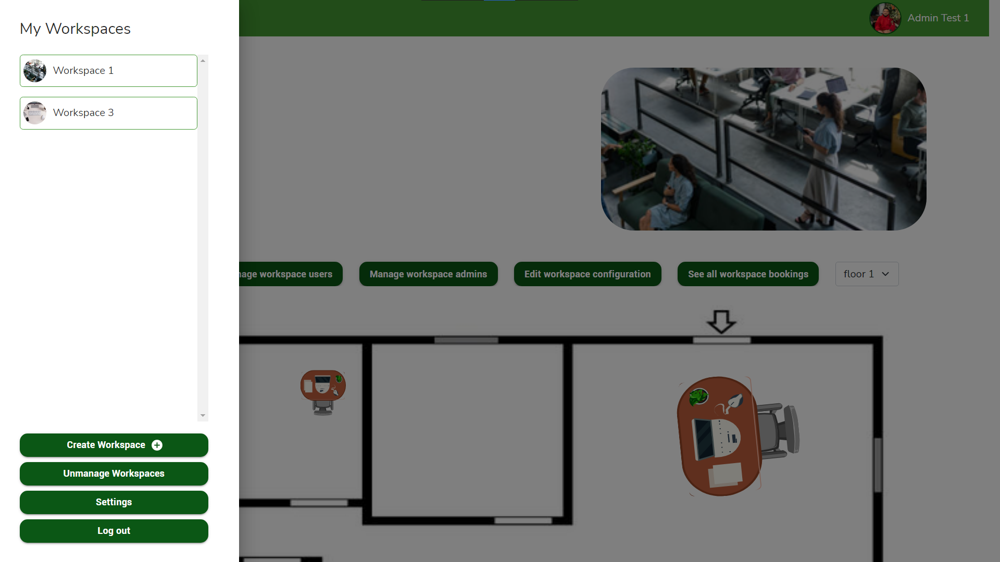 My Workspaces
Workspace 1
Workspace 3
Create Workspace
Unmanage Workspaces
Settings
Log out
Admin Test 1
nage workspace users
Manage workspace admins
Edit workspace configuration
See all workspace bookings
floor 1